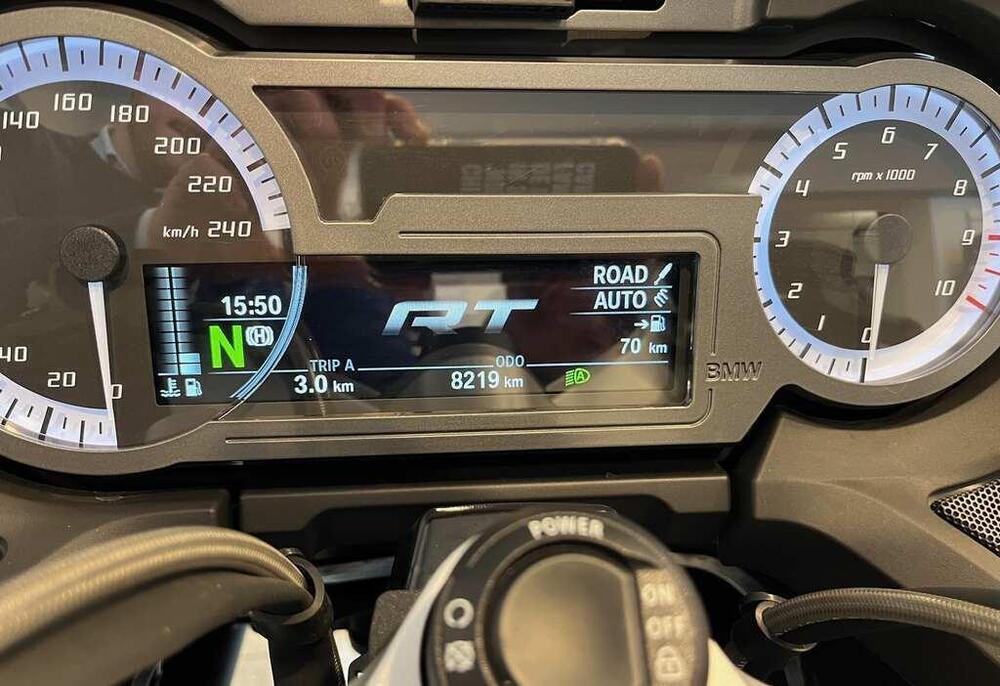 140
160
180
200
220
km/h 240
40
20
0
15:50
N
H
RT
ROAD
AUTO
70 km
TRIP A
3.0 km
ODO
8219 km
A
BMW
rpm x 1000
0
1
2
3
4
5
6
7
8
9
10
POWER
ON
OFF